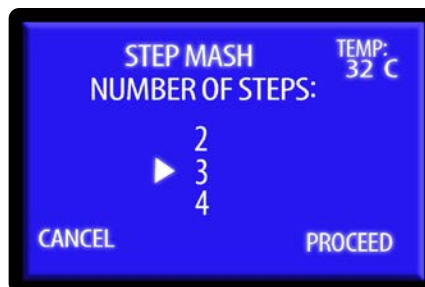 STEP MASH
NUMBER OF STEPS:
TEMP:
32 C
2
3
4
CANCEL
PROCEED